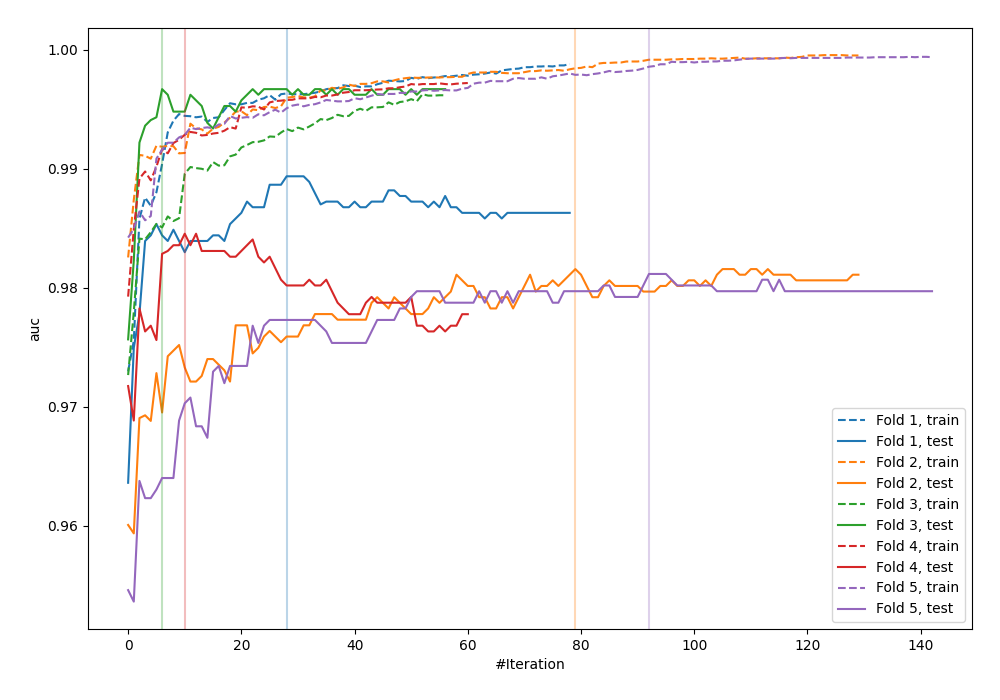 1.00
0.99
0.98
0.97
0.96
auc
0
20
40
60
80
100
120
140
#Iteration
Fold 1, train
Fold 1, test
Fold 2, train
Fold 2, test
Fold 3, train
Fold 3, test
Fold 4, train
Fold 4, test
Fold 5, train
Fold 5, test